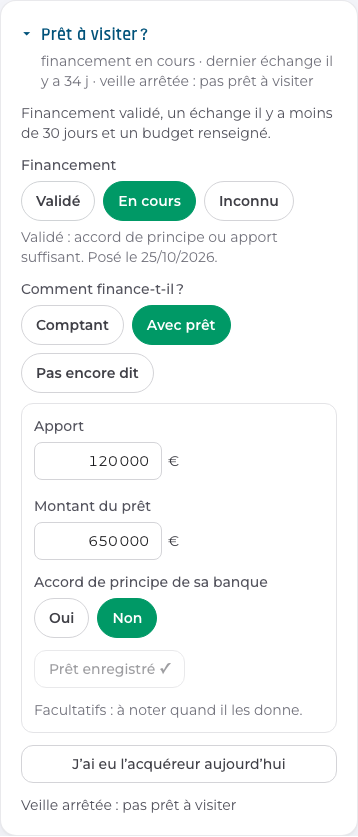 Prêt à visiter ?
financement en cours · dernier échange il
y a 34 j · veille arrêtée : pas prêt à visiter
Financement validé, un échange il y a moins
de 30 jours et un budget renseigné.
Financement
Validé En cours Inconnu
Validé : accord de principe ou apport
suffisant. Posé le 25/10/2026.
Comment finance-t-il ?
Comptant Avec prêt
Pas encore dit
Apport
120 000 €
Montant du prêt
650 000 €
Accord de principe de sa banque
Oui Non
Prêt enregistré ✓
Facultatifs : à noter quand il les donne.
J’ai eu l’acquéreur aujourd’hui
Veille arrêtée : pas prêt à visiter